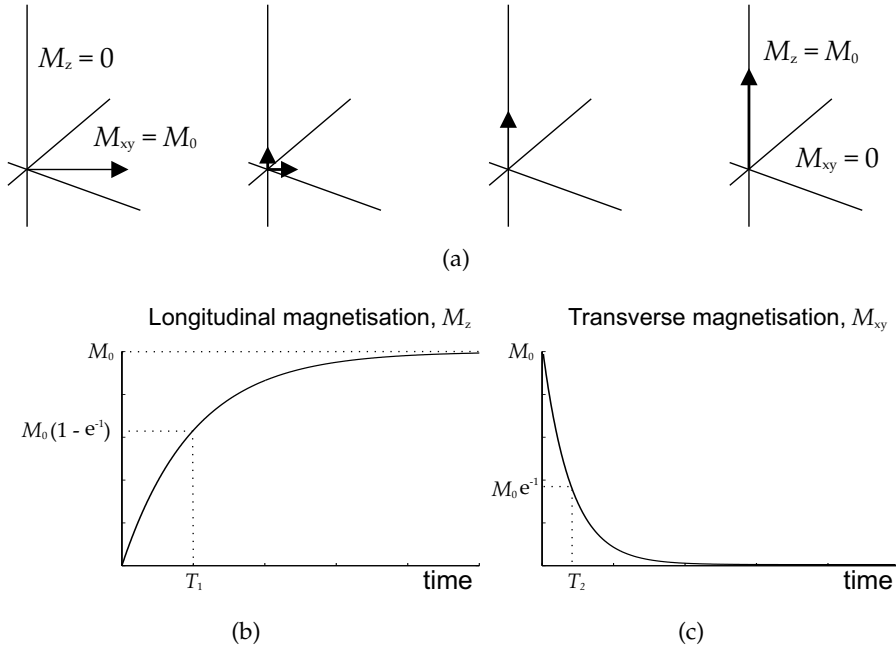 M_z = 0
M_xy = M_0
M_z = M_0
M_xy = 0
(a)
Longitudinal magnetisation, M_z
M_0
M_0 (1 - e^-1)
T_1
time
(b)
Transverse magnetisation, M_xy
M_0
M_0 e^-1
T_2
time
(c)